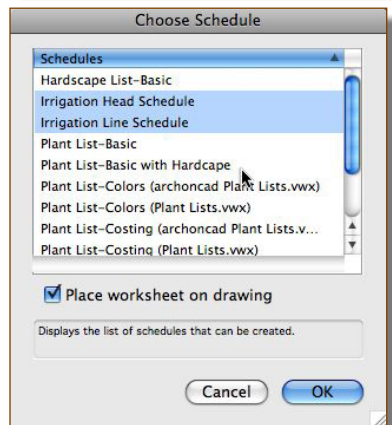 Choose Schedule
Schedules
Hardscape List-Basic
Irrigation Head Schedule
Irrigation Line Schedule
Plant List-Basic
Plant List-Basic with Hardcape
Plant List-Colors (archoncad Plant Lists.vwx)
Plant List-Colors (Plant Lists.vwx)
Plant List-Costing (archoncad Plant Lists.v...
Plant List-Costing (Plant Lists.vwx)
Place worksheet on drawing
Displays the list of schedules that can be created.
Cancel OK